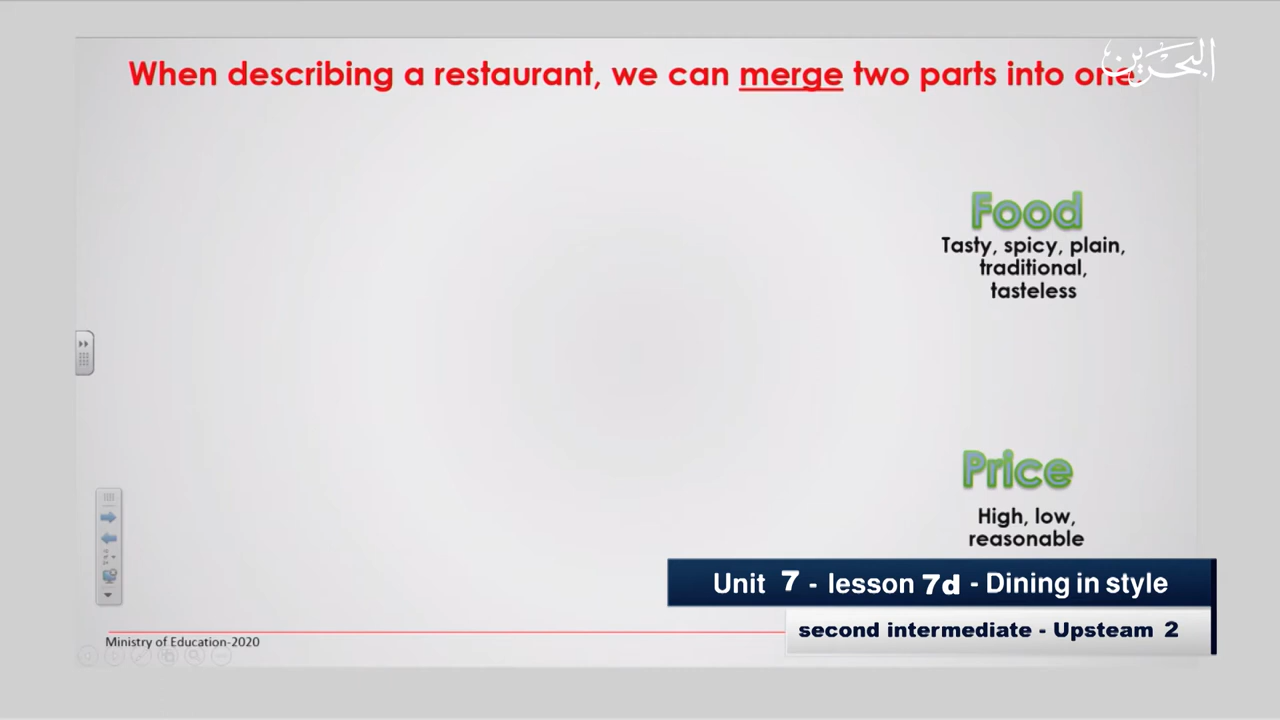 البحرين
When describing a restaurant, we can merge two parts into one
Food
Tasty, spicy, plain,
traditional,
tasteless
Price
High, low,
reasonable
Unit 7 - lesson 7d - Dining in style
second intermediate - Upsteam 2
Ministry of Education-2020